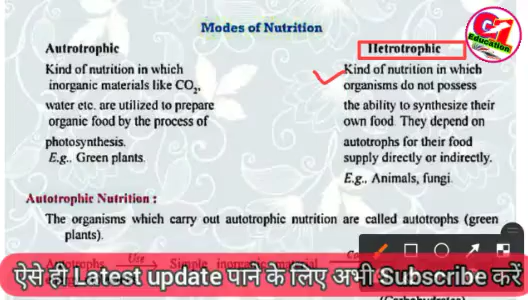 Modes of Nutrition
Autrotrophic
Kind of nutrition in which
inorganic materials like CO₂,
water etc. are utilized to prepare
organic food by the process of
photosynthesis.
E.g., Green plants.
Hetrotrophic
Kind of nutrition in which
organisms do not possess
the ability to synthesize their
own food. They depend on
autotrophs for their food
supply directly or indirectly.
E.g., Animals, fungi.
Education
Autotrophic Nutrition :
The organisms which carry out autotrophic nutrition are called autotrophs (green
plants).
Autotrophs Use Simple inorganic material
ऐसे ही Latest update पाने के लिए अभी Subscribe करें
(Carbohydrates)